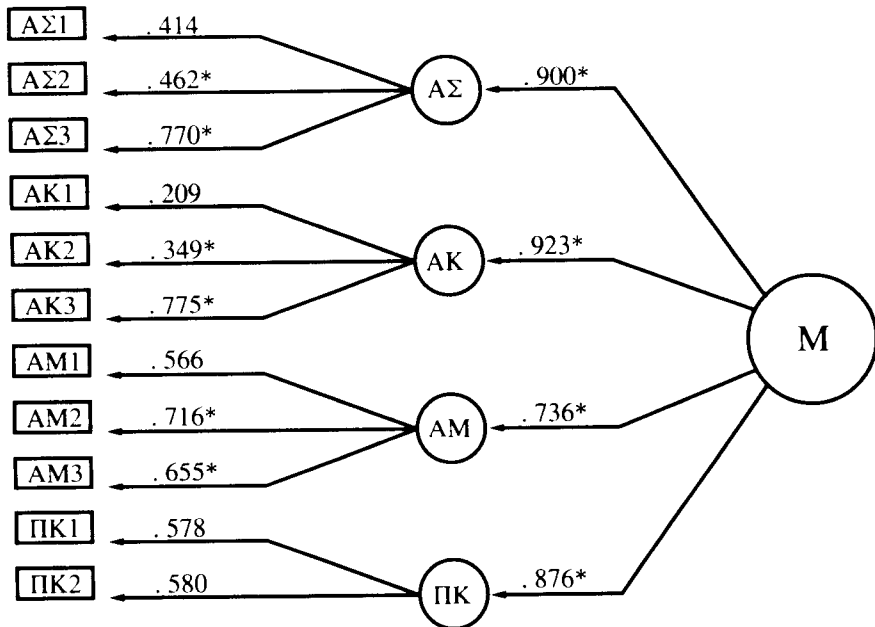 ΑΣ1 .414
ΑΣ2 .462*
ΑΣ3 .770*
ΑΣ .900*
ΑΚ1 .209
ΑΚ2 .349*
ΑΚ3 .775*
ΑΚ .923*
Μ
ΑΜ1 .566
ΑΜ2 .716*
ΑΜ3 .655*
ΑΜ .736*
ΠΚ1 .578
ΠΚ2 .580
ΠΚ .876*